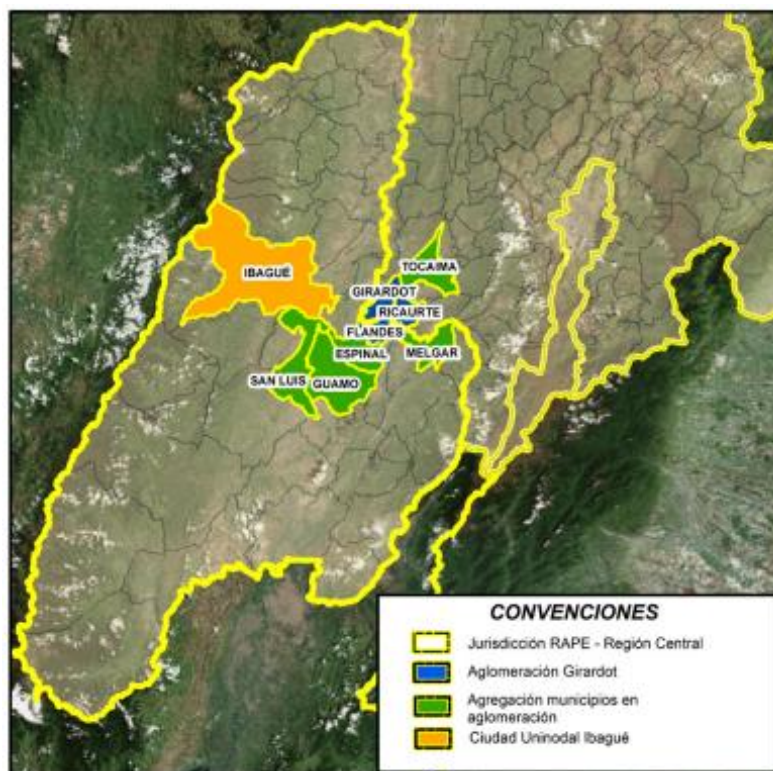 IBAGUÉ
TOCAIMA
GIRARDOT
RICAURTE
FLANDES
ESPINAL
MELGAR
SAN LUIS
GUAMO
CONVENCIONES
Jurisdicción RAPE - Región Central
Aglomeración Girardot
Agregación municipios en
aglomeración
Ciudad Uninodal Ibagué